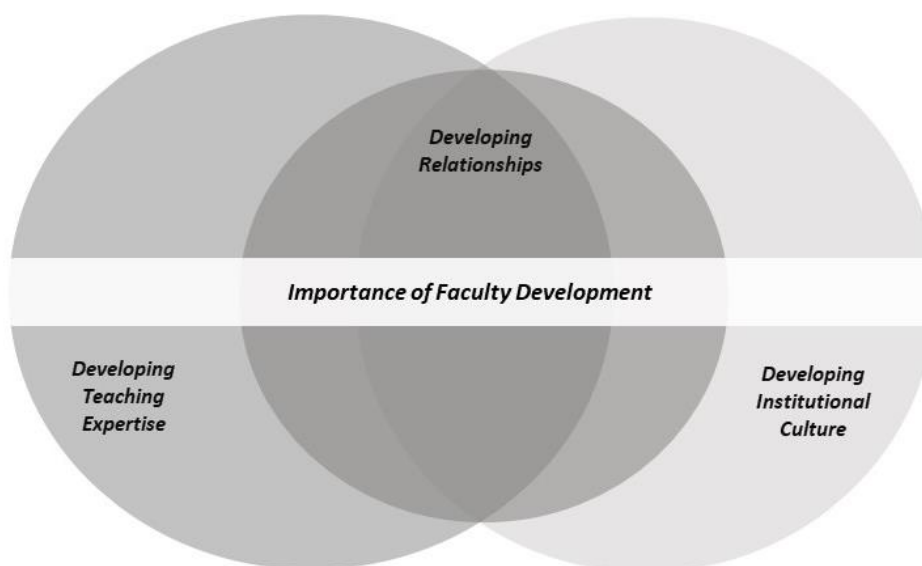 Developing
Relationships
Importance of Faculty Development
Developing
Teaching
Expertise
Developing
Institutional
Culture